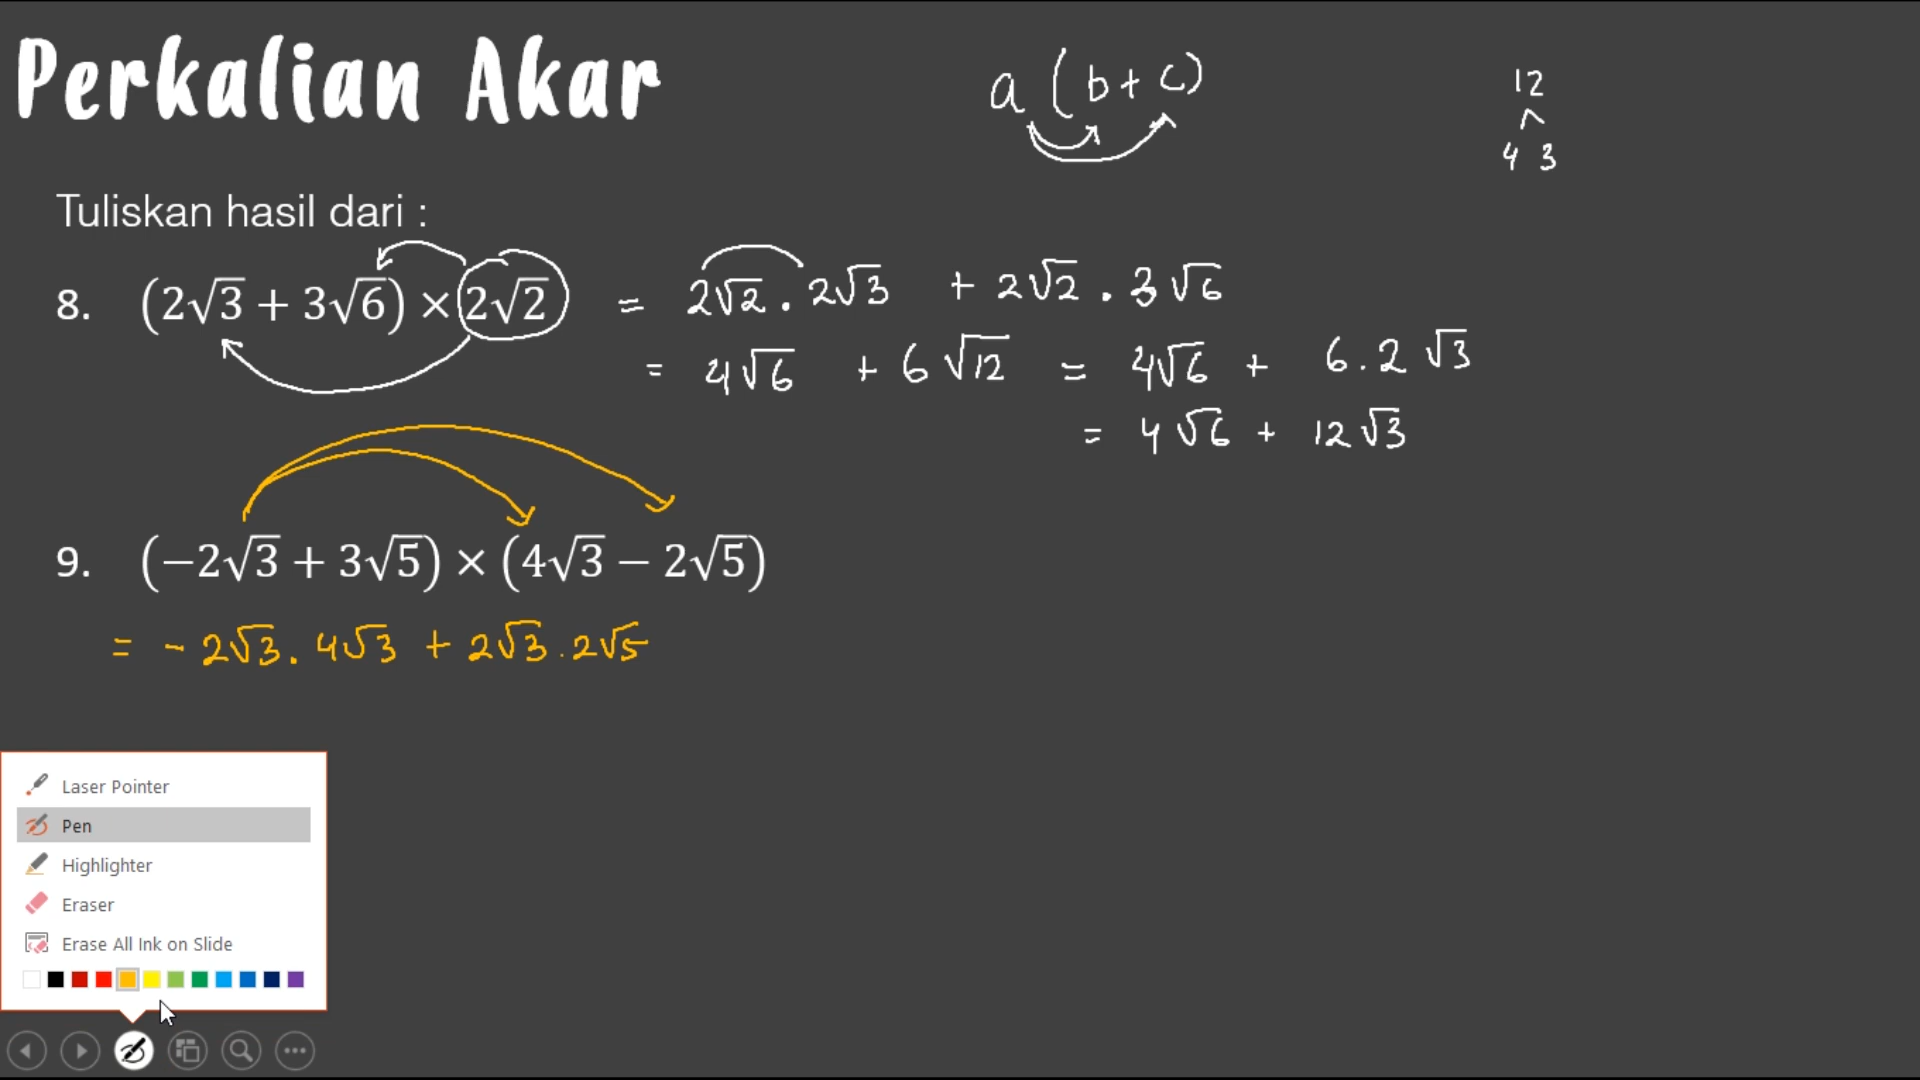 Perkalian Akar
a (b + c)
12
4 3
Tuliskan hasil dari :
8. (2√3 + 3√6) × 2√2 = 2√2 . 2√3 + 2√2 . 3√6
= 4√6 + 6√12 = 4√6 + 6.2√3
= 4√6 + 12√3
9. (−2√3 + 3√5) × (4√3 − 2√5)
= - 2√3 . 4√3 + 2√3 . 2√5
Laser Pointer
Pen
Highlighter
Eraser
Erase All Ink on Slide